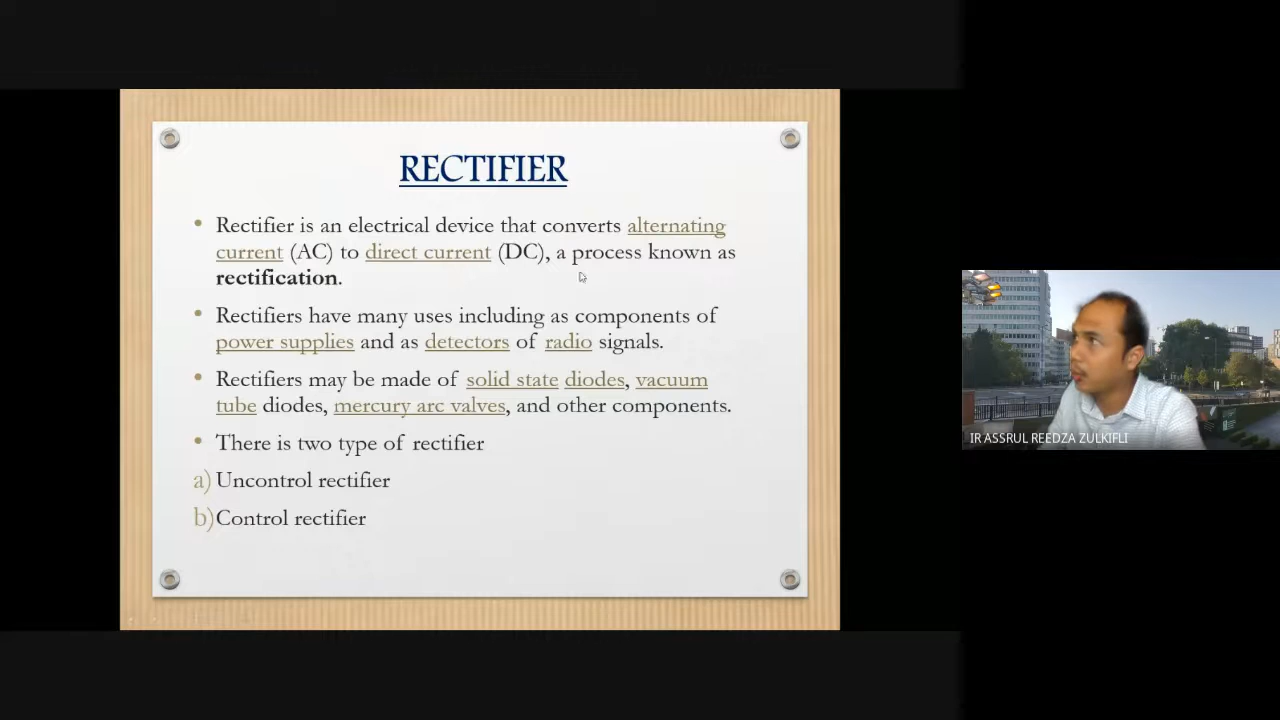 RECTIFIER
• Rectifier is an electrical device that converts alternating
current (AC) to direct current (DC), a process known as
rectification.
• Rectifiers have many uses including as components of
power supplies and as detectors of radio signals.
• Rectifiers may be made of solid state diodes, vacuum
tube diodes, mercury arc valves, and other components.
• There is two type of rectifier
a) Uncontrol rectifier
b) Control rectifier
IR ASSRUL REEDZA ZULKIFLI